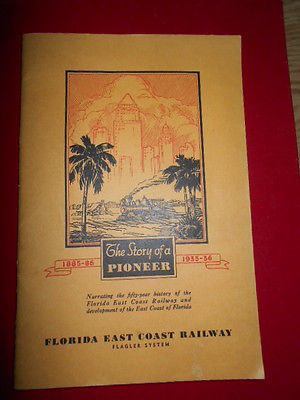 The Story of a
PIONEER
1885-86
1935-36
Narrating the fifty-year history of the
Florida East Coast Railway and
development of the East Coast of Florida
FLORIDA EAST COAST RAILWAY
FLAGLER SYSTEM